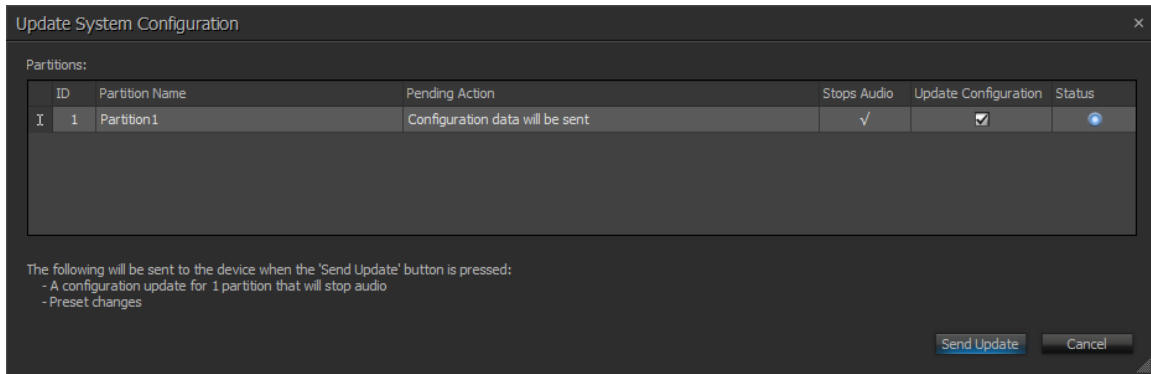 Update System Configuration ×
Partitions:
ID Partition Name Pending Action Stops Audio Update Configuration Status
1 Partition1 Configuration data will be sent √
The following will be sent to the device when the 'Send Update' button is pressed:
- A configuration update for 1 partition that will stop audio
- Preset changes
Send Update Cancel